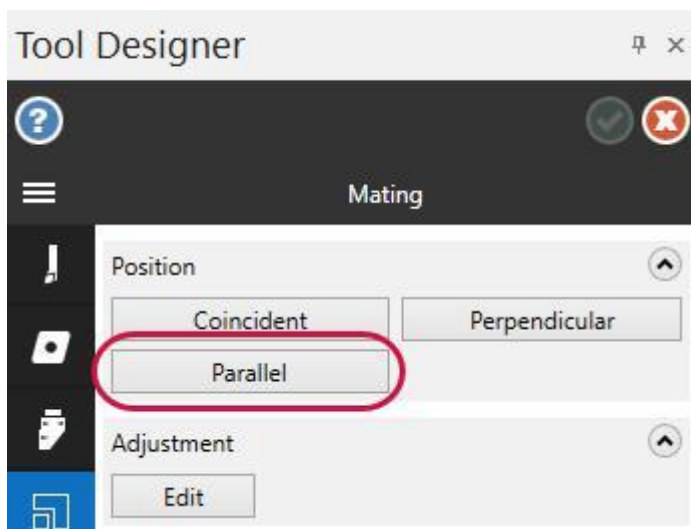 Tool Designer
?
Mating
Position
Coincident Perpendicular
Parallel
Adjustment
Edit